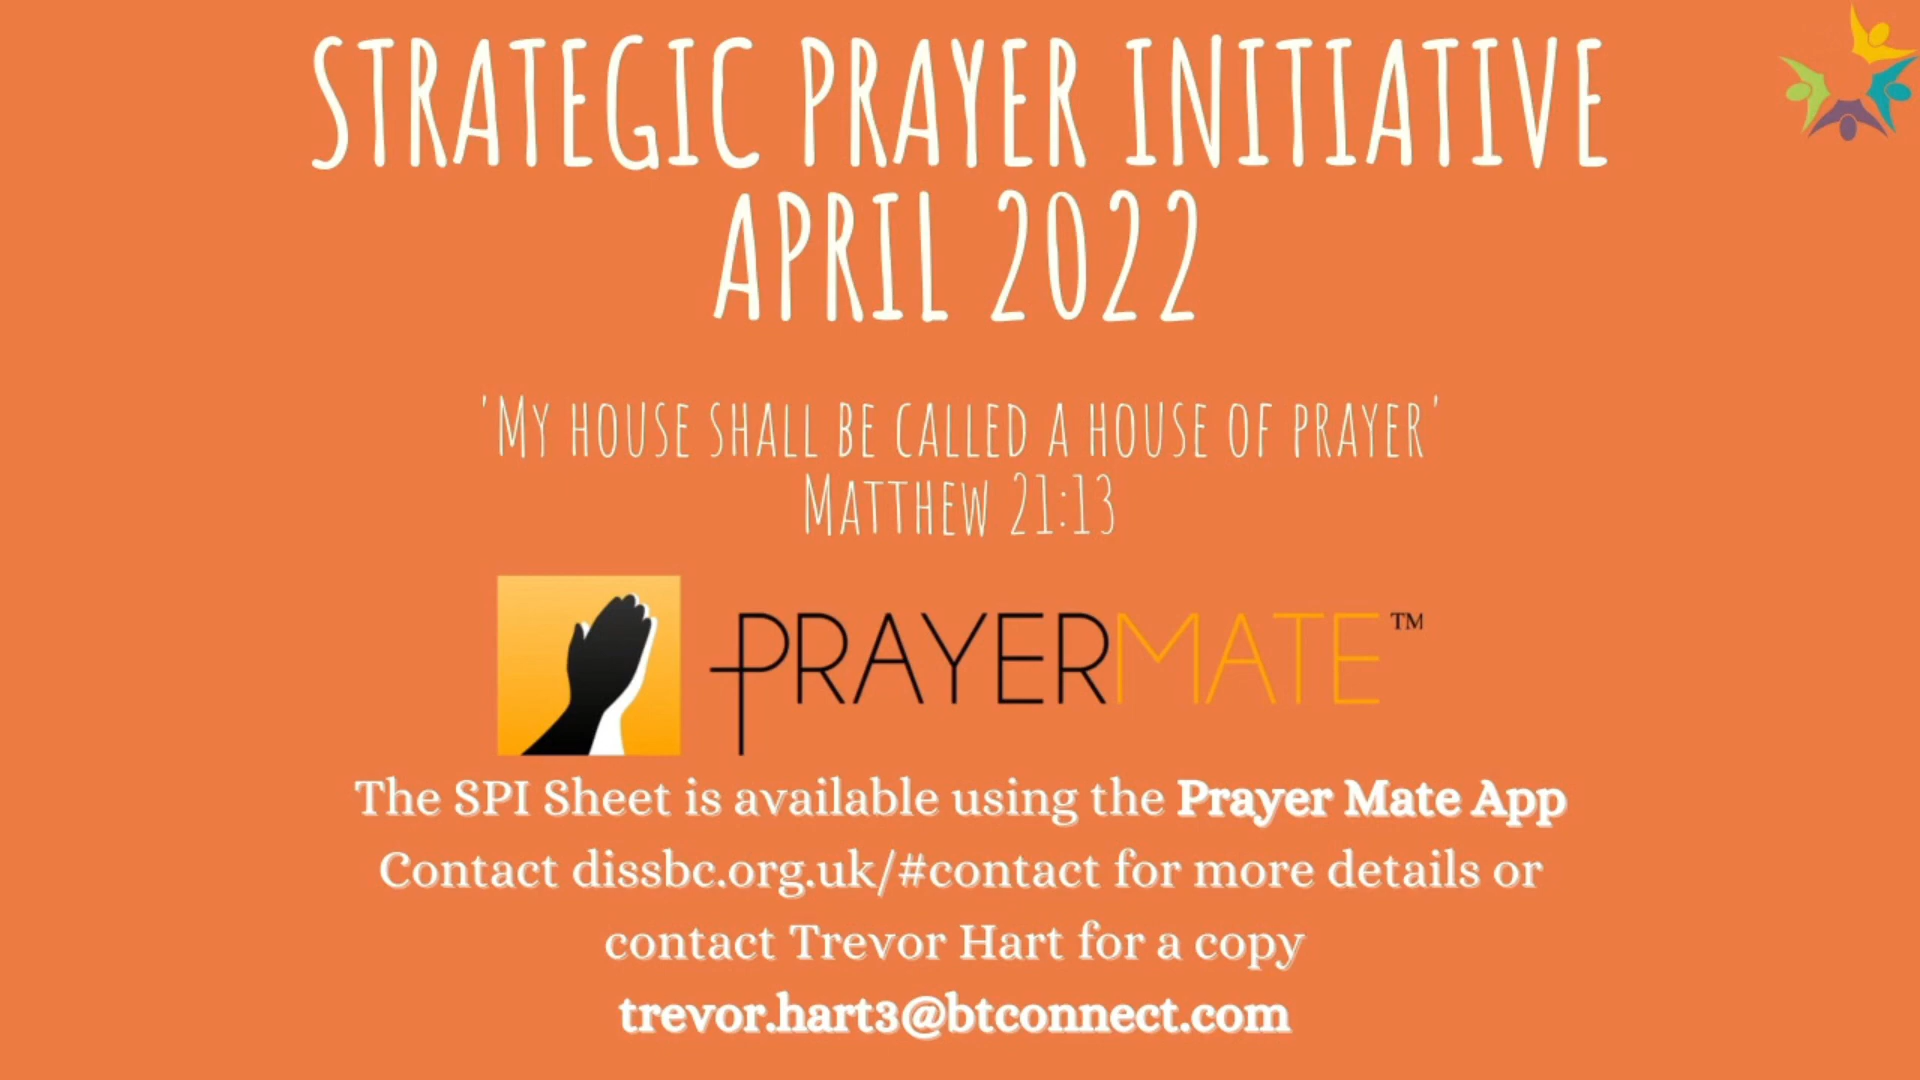 STRATEGIC PRAYER INITIATIVE
APRIL 2022
'MY HOUSE SHALL BE CALLED A HOUSE OF PRAYER'
MATTHEW 21:13
PRAYERMATE™
The SPI Sheet is available using the Prayer Mate App
Contact dissbc.org.uk/#contact for more details or
contact Trevor Hart for a copy
trevor.hart3@btconnect.com